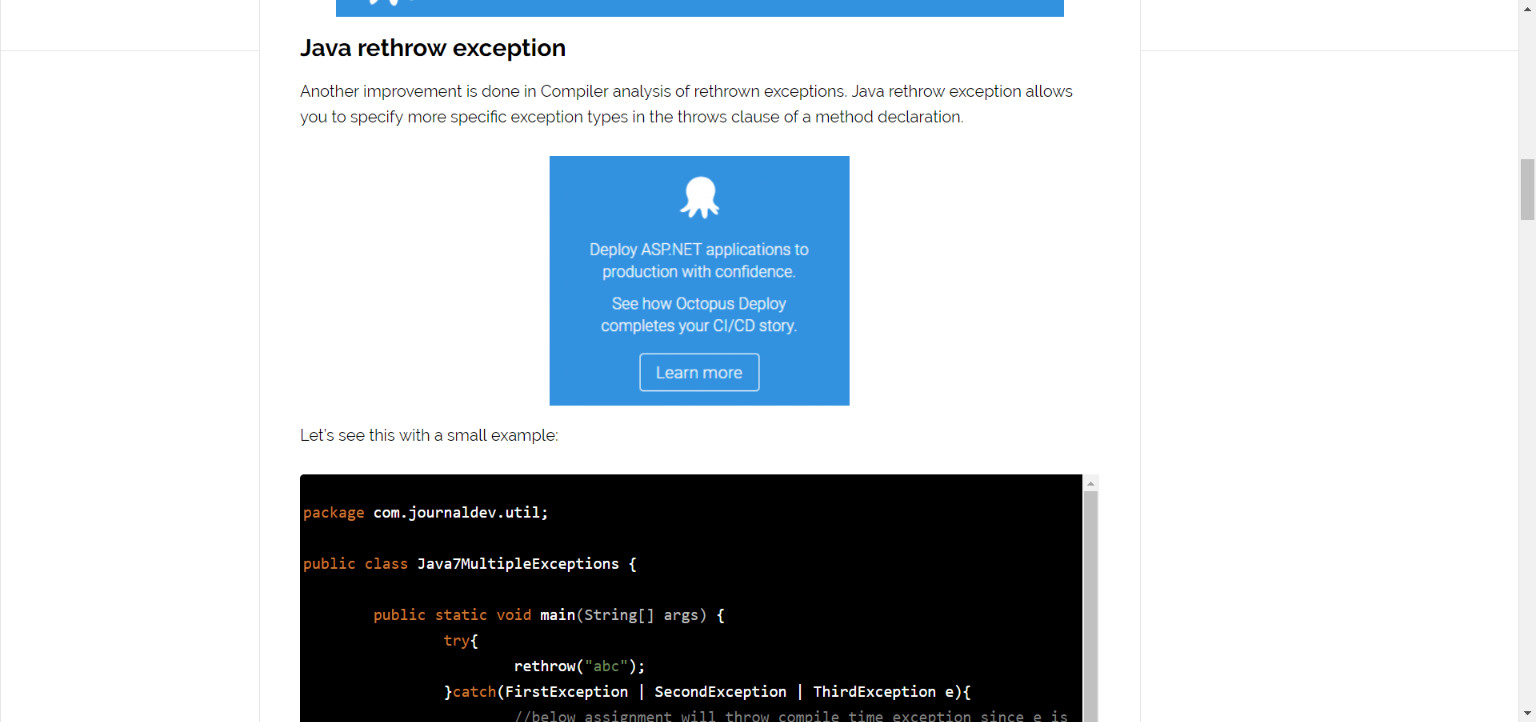 Java rethrow exception
Another improvement is done in Compiler analysis of rethrown exceptions. Java rethrow exception allows
you to specify more specific exception types in the throws clause of a method declaration.
Deploy ASP.NET applications to
production with confidence.
See how Octopus Deploy
completes your CI/CD story.
Learn more
Let's see this with a small example:
package com.journaldev.util;
public class Java7MultipleExceptions {
public static void main(String[] args) {
try{
rethrow("abc");
}catch(FirstException | SecondException | ThirdException e){
//below assignment will throw compile time exception since e is